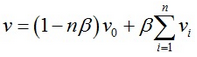 v = (1 − nβ)v₀ + β∑ᵢ₌₁ⁿ vᵢ